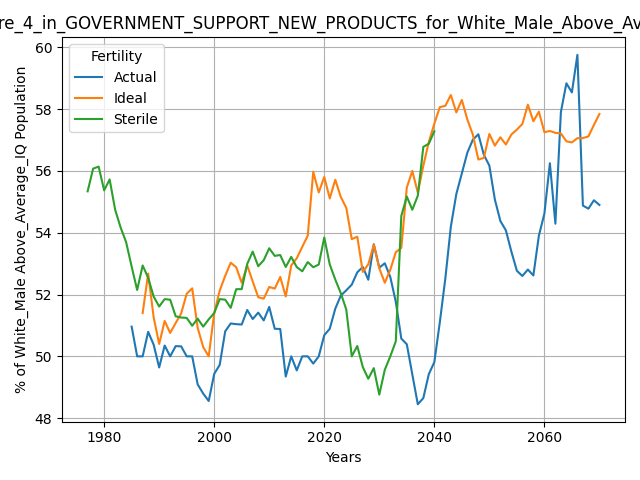 re_4_in_GOVERNMENT_SUPPORT_NEW_PRODUCTS_for_White_Male_Above_Av
Fertility
Actual
Ideal
Sterile
% of White_Male Above_Average_IQ Population
60
58
56
54
52
50
48
1980
2000
2020
2040
2060
Years